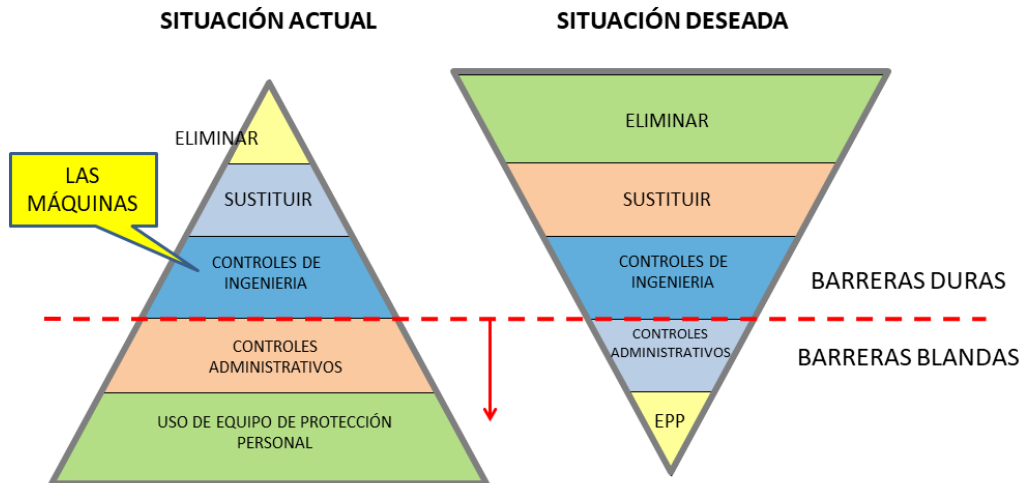 SITUACIÓN ACTUAL
SITUACIÓN DESEADA
ELIMINAR
LAS
MÁQUINAS
SUSTITUIR
CONTROLES DE
INGENIERIA
CONTROLES
ADMINISTRATIVOS
USO DE EQUIPO DE PROTECCIÓN
PERSONAL
ELIMINAR
SUSTITUIR
CONTROLES DE
INGENIERIA
CONTROLES
ADMINISTRATIVOS
EPP
BARRERAS DURAS
BARRERAS BLANDAS